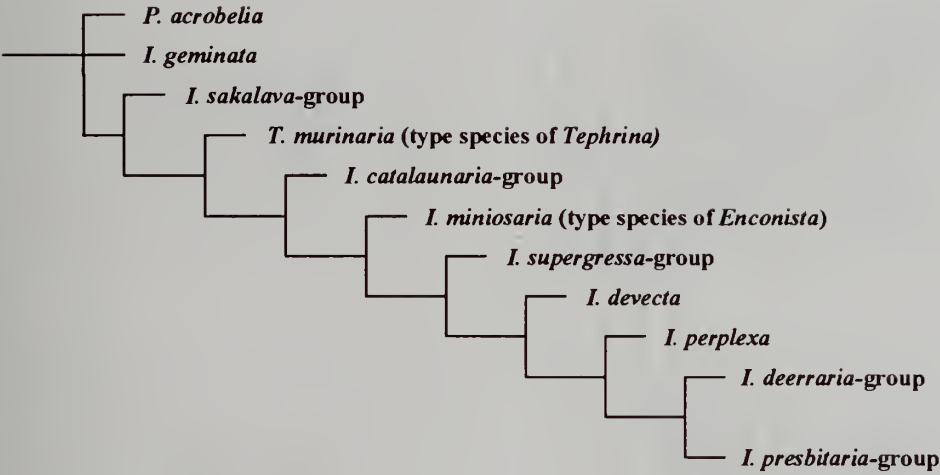 P. acrobelia
I. geminata
I. sakalava-group
T. murinaria (type species of Tephrina)
I. catalaunaria-group
I. miniosaria (type species of Enconista)
I. supergressa-group
I. devecta
I. perplexa
I. deerraria-group
I. presbitaria-group